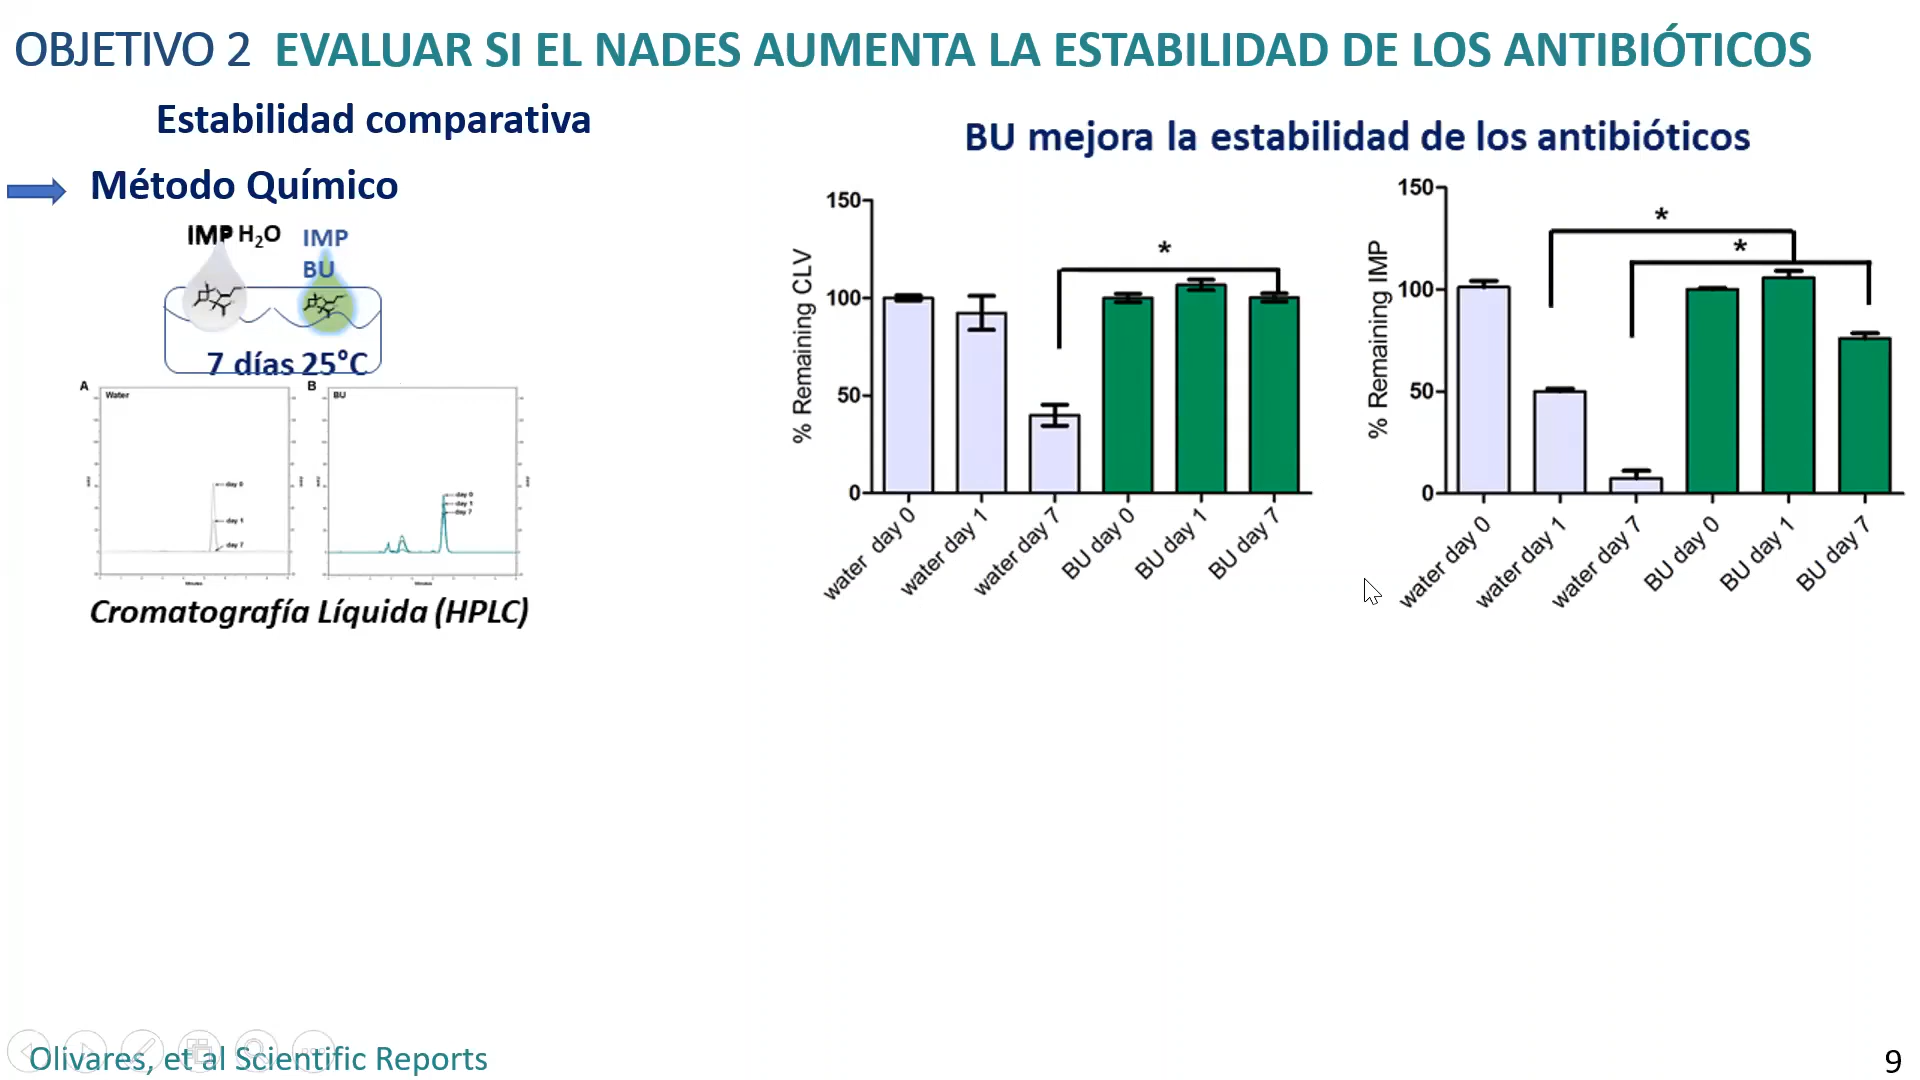 OBJETIVO 2 EVALUAR SI EL NADES AUMENTA LA ESTABILIDAD DE LOS ANTIBIÓTICOS
Estabilidad comparativa
Método Químico
IMP H₂O
IMP
BU
7 días 25°C
A
Water
day 0
day 1
day 7
Minutes
B
BU
day 0
day 1
day 7
Minutes
Cromatografía Líquida (HPLC)
BU mejora la estabilidad de los antibióticos
% Remaining CLV
150
100
50
0
*
water day 0
water day 1
water day 7
BU day 0
BU day 1
BU day 7
% Remaining IMP
150
100
50
0
*
*
water day 0
water day 1
water day 7
BU day 0
BU day 1
BU day 7
Olivares, et al Scientific Reports
9